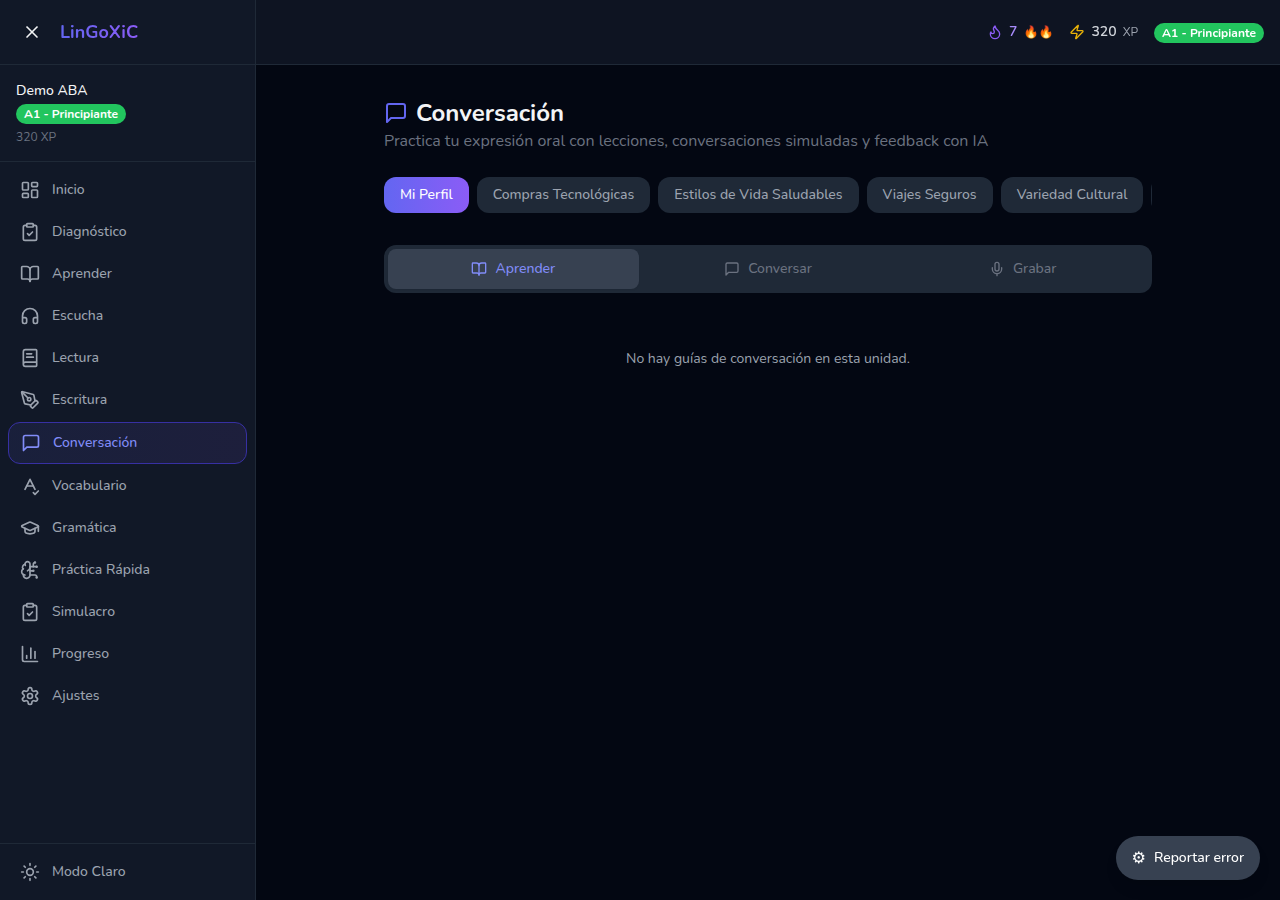 LinGoXiC
7 🔥🔥 320 XP A1 - Principiante
Demo ABA
A1 - Principiante
320 XP
Inicio
Diagnóstico
Aprender
Escucha
Lectura
Escritura
Conversación
Vocabulario
Gramática
Práctica Rápida
Simulacro
Progreso
Ajustes
Modo Claro
Conversación
Practica tu expresión oral con lecciones, conversaciones simuladas y feedback con IA
Mi Perfil Compras Tecnológicas Estilos de Vida Saludables Viajes Seguros Variedad Cultural
Aprender Conversar Grabar
No hay guías de conversación en esta unidad.
⚙ Reportar error